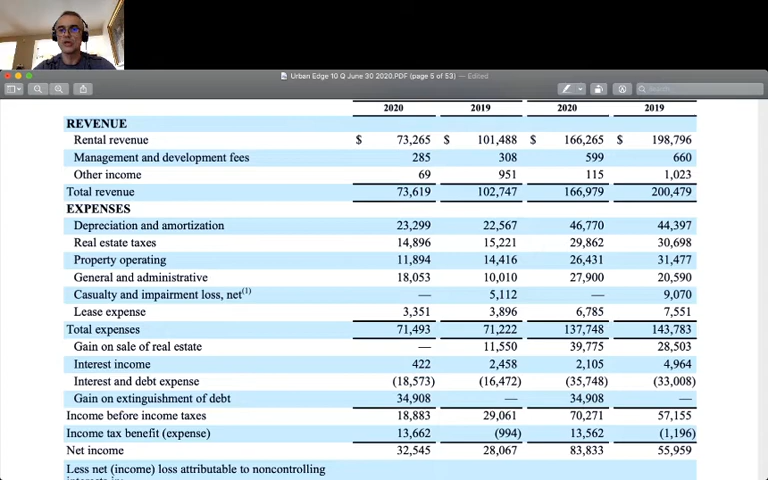 Urban Edge 10 Q June 30 2020.PDF (page 5 of 53) — Edited
2020 2019 2020 2019
REVENUE
Rental revenue $ 73,265 $ 101,488 $ 166,265 $ 198,796
Management and development fees 285 308 599 660
Other income 69 951 115 1,023
Total revenue 73,619 102,747 166,979 200,479
EXPENSES
Depreciation and amortization 23,299 22,567 46,770 44,397
Real estate taxes 14,896 15,221 29,862 30,698
Property operating 11,894 14,416 26,431 31,477
General and administrative 18,053 10,010 27,900 20,590
Casualty and impairment loss, net(1) — 5,112 — 9,070
Lease expense 3,351 3,896 6,785 7,551
Total expenses 71,493 71,222 137,748 143,783
Gain on sale of real estate — 11,550 39,775 28,503
Interest income 422 2,458 2,105 4,964
Interest and debt expense (18,573) (16,472) (35,748) (33,008)
Gain on extinguishment of debt 34,908 — 34,908 —
Income before income taxes 18,883 29,061 70,271 57,155
Income tax benefit (expense) 13,662 (994) 13,562 (1,196)
Net income 32,545 28,067 83,833 55,959
Less net (income) loss attributable to noncontrolling